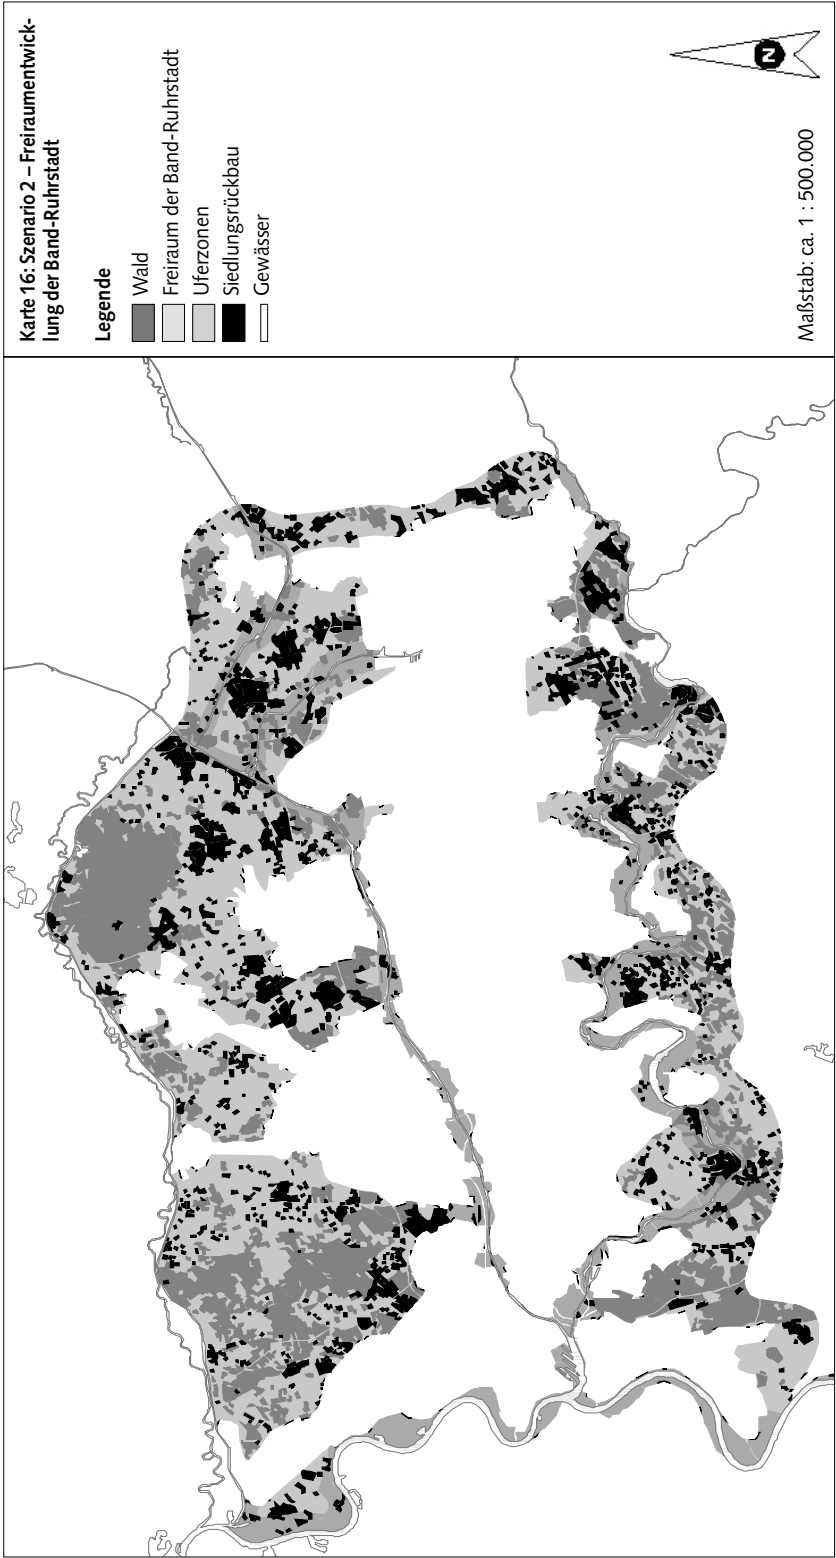 Karte 16: Szenario 2 – Freiraumentwick-
lung der Band-Ruhrstadt
Legende
Wald
Freiraum der Band-Ruhrstadt
Uferzonen
Siedlungsrückbau
Gewässer
Maßstab: ca. 1 : 500.000
N